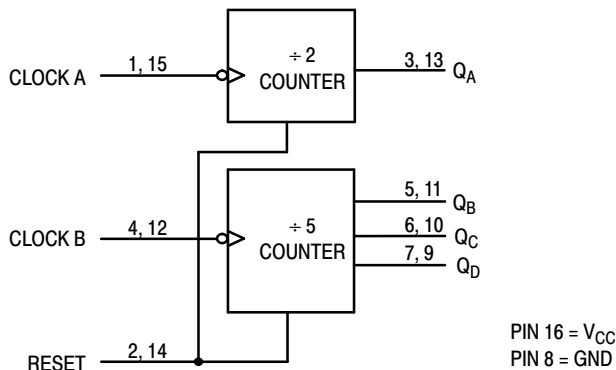 ÷ 2
COUNTER
CLOCK A
1, 15
3, 13
QA
÷ 5
COUNTER
CLOCK B
4, 12
5, 11
QB
6, 10
QC
7, 9
QD
RESET
2, 14
PIN 16 = VCC
PIN 8 = GND